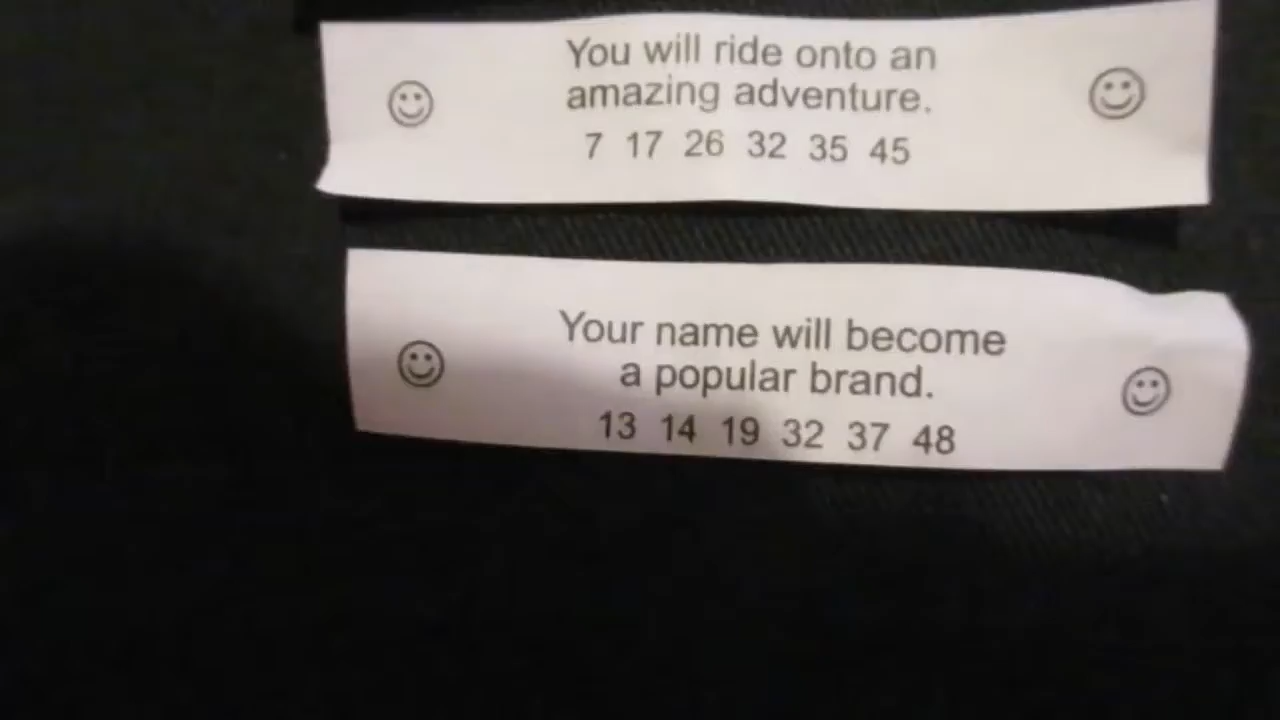 You will ride onto an
amazing adventure.
7 17 26 32 35 45
Your name will become
a popular brand.
13 14 19 32 37 48